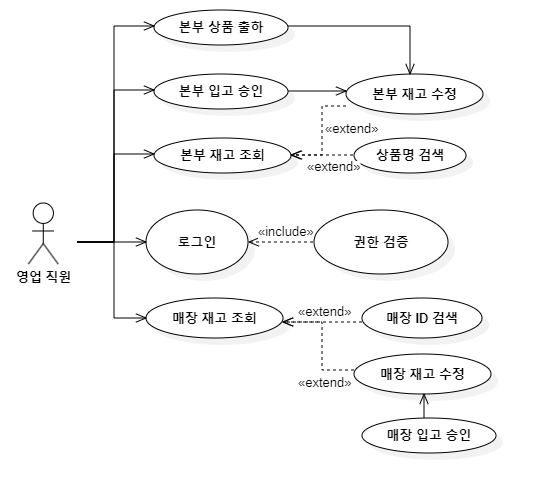 본부 상품 출하
본부 입고 승인
본부 재고 수정
«extend»
본부 재고 조회
상품명 검색
«extend»
로그인
«include»
권한 검증
영업 직원
매장 재고 조회
«extend»
매장 ID 검색
매장 재고 수정
«extend»
매장 입고 승인